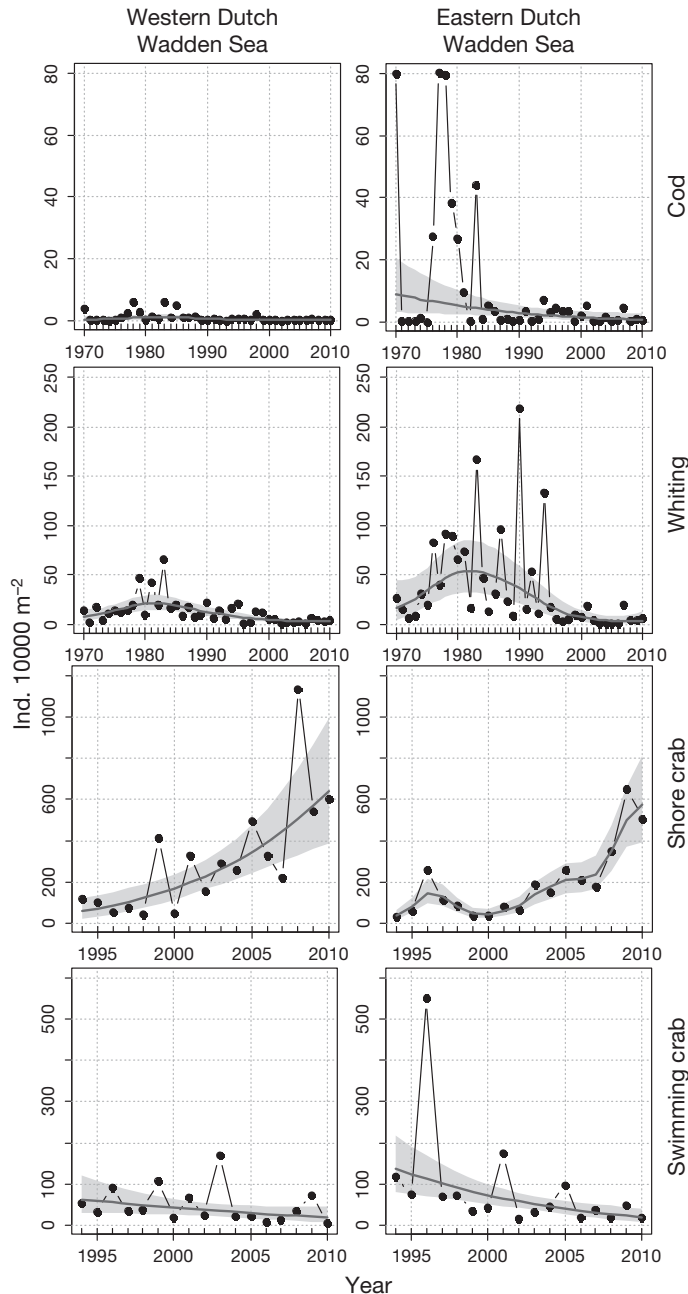 Western Dutch
Wadden Sea
Eastern Dutch
Wadden Sea
80
60
40
20
0
1970 1980 1990 2000 2010
80
60
40
20
0
1970 1980 1990 2000 2010
Cod
250
200
150
100
50
0
1970 1980 1990 2000 2010
250
200
150
100
50
0
1970 1980 1990 2000 2010
Whiting
Ind. 10000 m⁻²
1000
600
200
0
1995 2000 2005 2010
1000
600
200
0
1995 2000 2005 2010
Shore crab
500
300
100
0
1995 2000 2005 2010
500
300
100
0
1995 2000 2005 2010
Swimming crab
Year